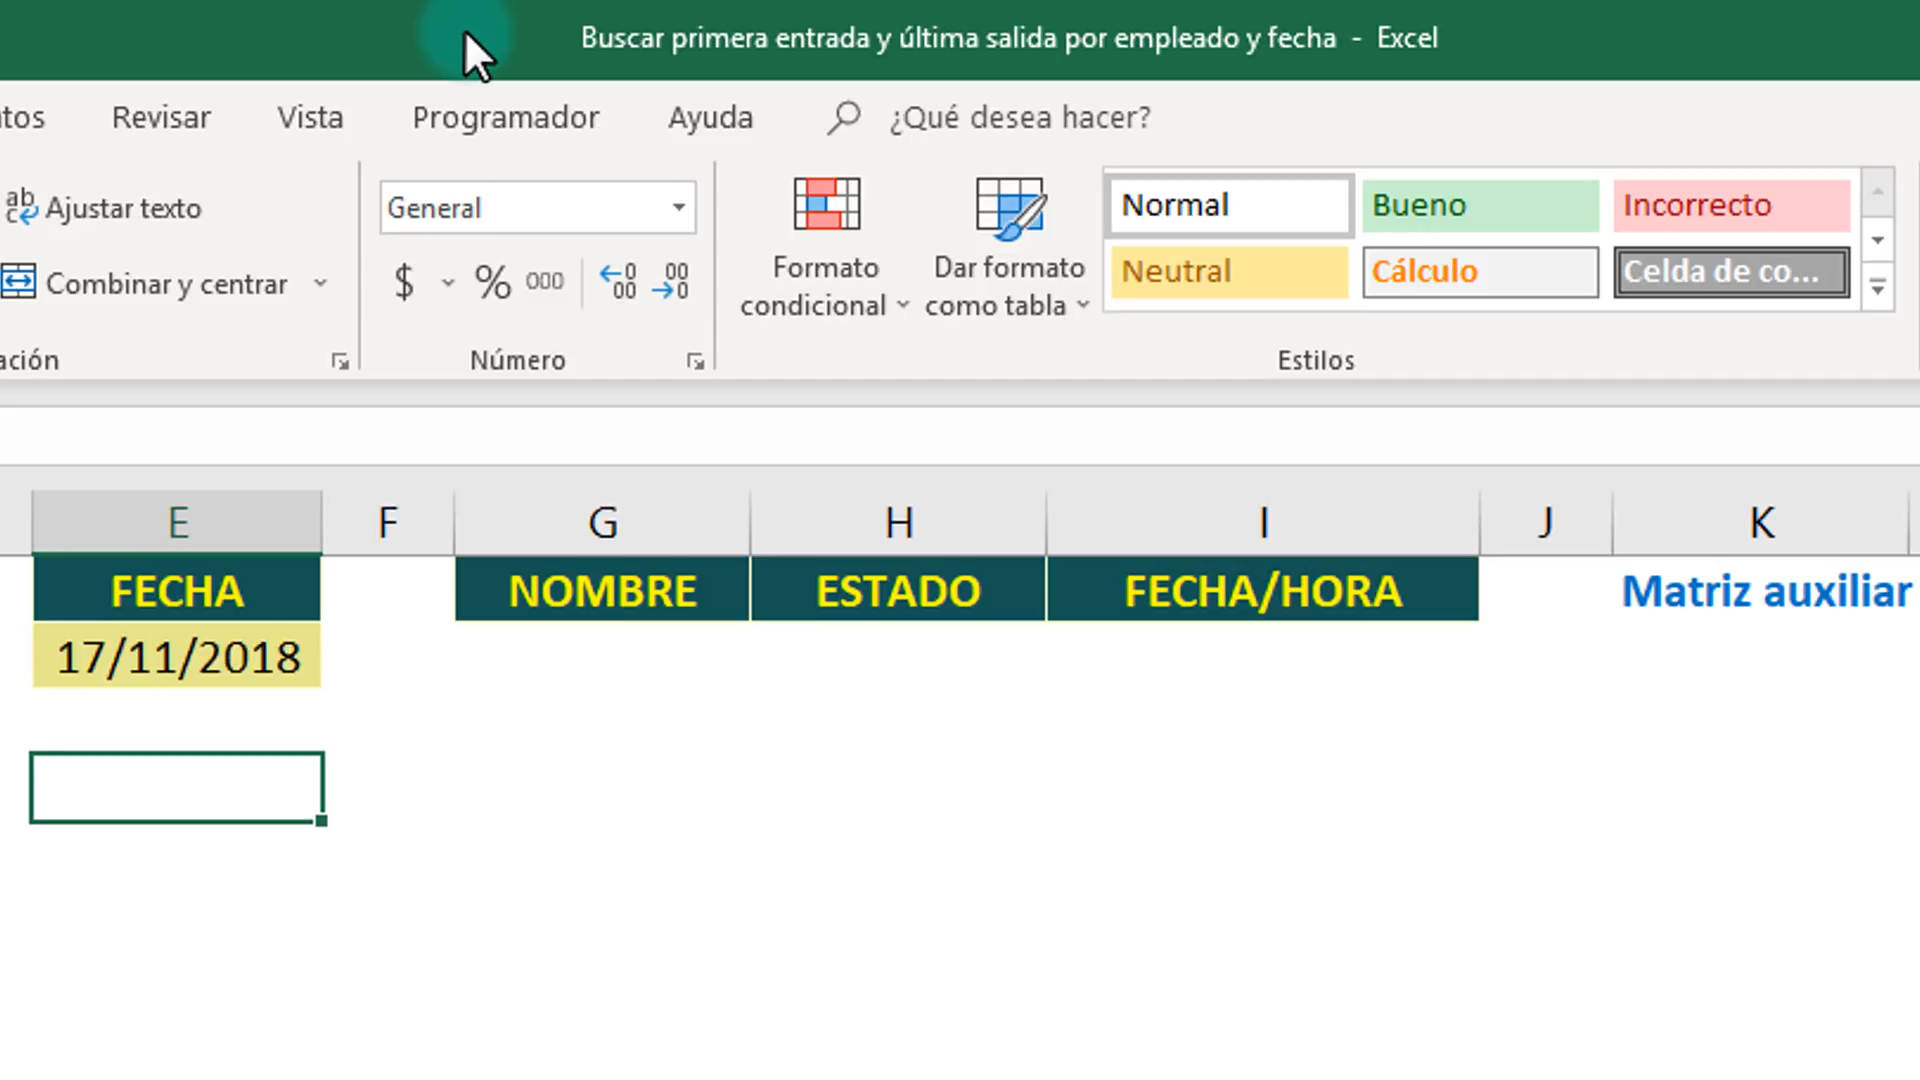 Buscar primera entrada y última salida por empleado y fecha - Excel
tos Revisar Vista Programador Ayuda ¿Qué desea hacer?
Ajustar texto
Combinar y centrar
ación
General
$ % 000
Número
Formato condicional
Dar formato como tabla
Normal Bueno Incorrecto
Neutral Cálculo Celda de co...
Estilos
E F G H I J K
FECHA NOMBRE ESTADO FECHA/HORA Matriz auxiliar
17/11/2018